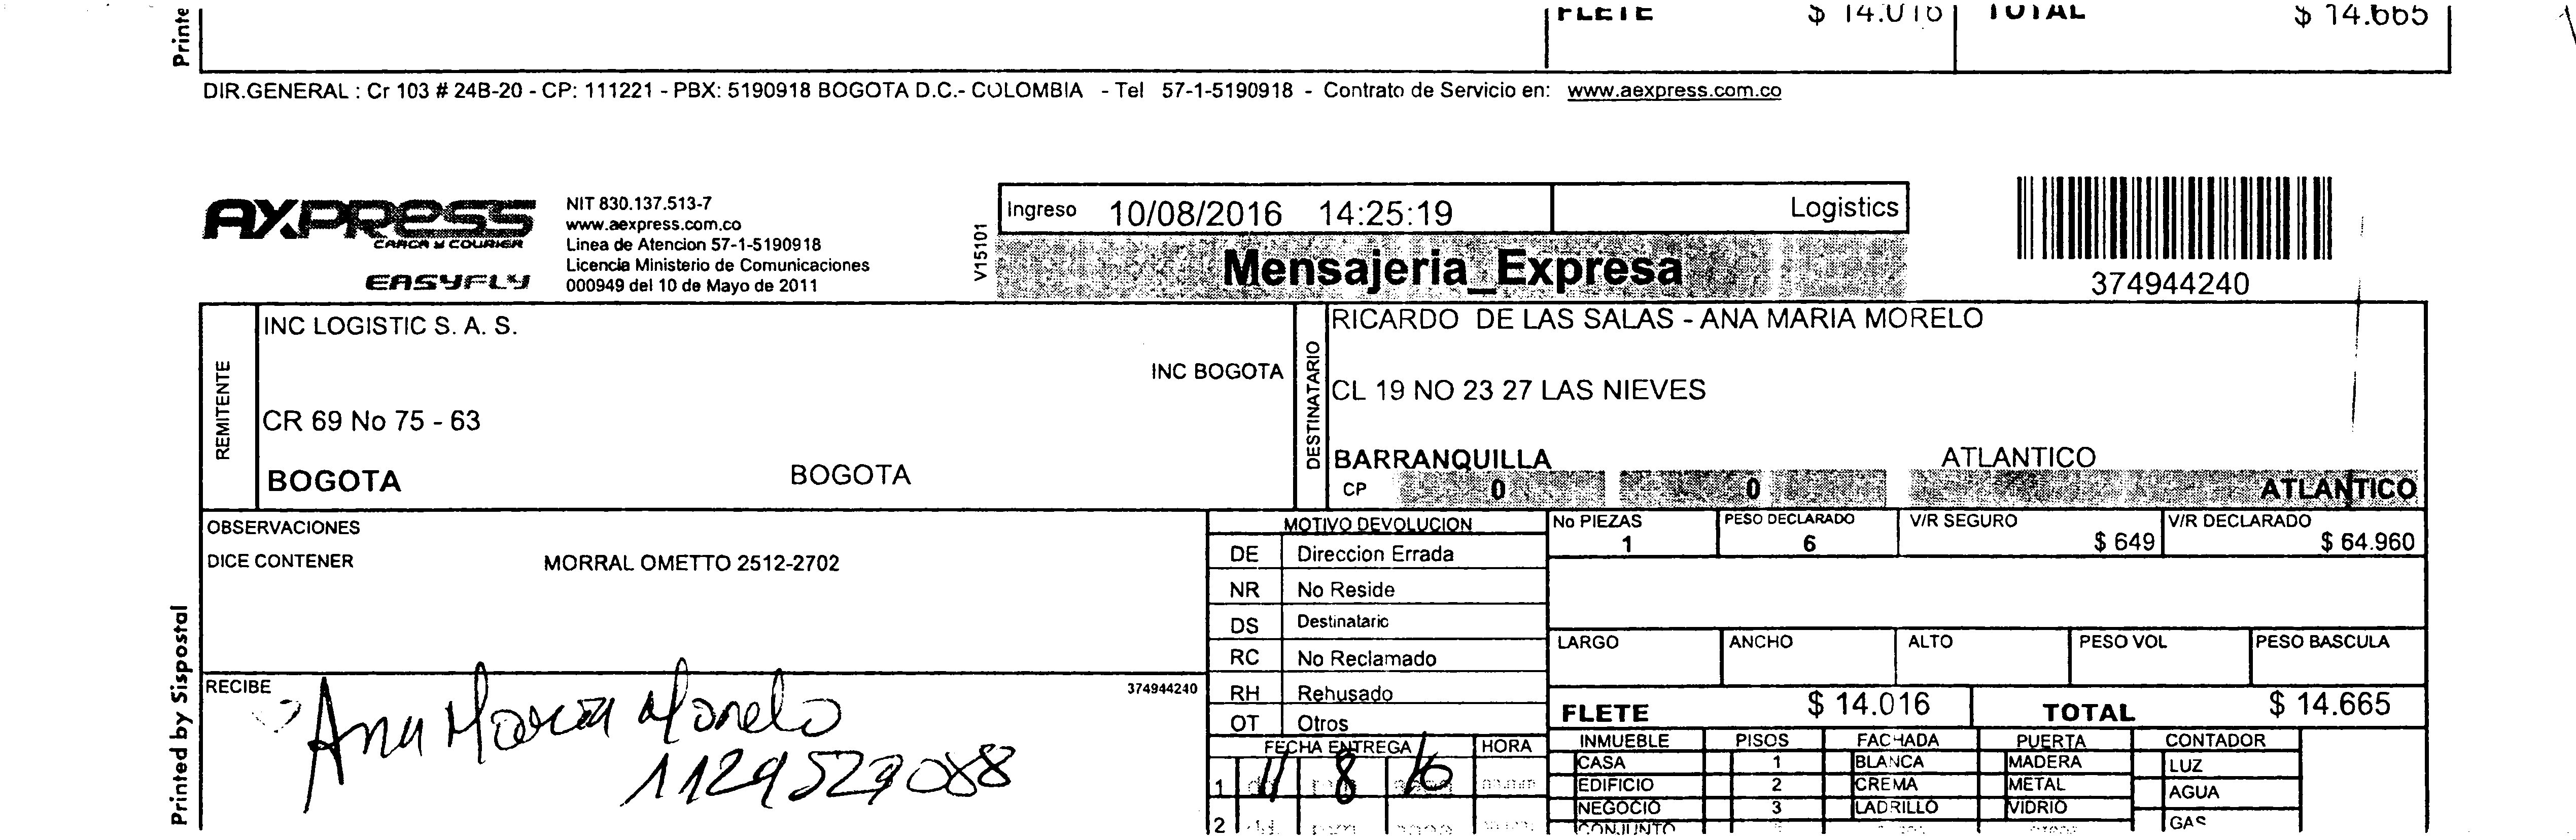 Printe
FLETE $ 14.016 TOTAL $ 14.665
DIR.GENERAL : Cr 103 # 24B-20 - CP: 111221 - PBX: 5190918 BOGOTA D.C.- COLOMBIA - Tel 57-1-5190918 - Contrato de Servicio en: www.aexpress.com.co
AXPRESS
CARGA Y COURIER
EASYFLY
NIT 830.137.513-7
www.aexpress.com.co
Linea de Atencion 57-1-5190918
Licencia Ministerio de Comunicaciones
000949 del 10 de Mayo de 2011
V15101
Ingreso 10/08/2016 14:25:19 Logistics
Mensajeria_Expresa
374944240
REMITENTE
INC LOGISTIC S. A. S.
INC BOGOTA
CR 69 No 75 - 63
BOGOTA BOGOTA
DESTINATARIO
RICARDO DE LAS SALAS - ANA MARIA MORELO
CL 19 NO 23 27 LAS NIEVES
BARRANQUILLA ATLANTICO
CP 0 0 ATLANTICO
OBSERVACIONES
DICE CONTENER MORRAL OMETTO 2512-2702
MOTIVO DEVOLUCION
DE Direccion Errada
NR No Reside
DS Destinataric
RC No Reclamado
RH Rehusado
OT Otros
No PIEZAS PESO DECLARADO V/R SEGURO V/R DECLARADO
1 6 $ 649 $ 64.960
LARGO ANCHO ALTO PESO VOL PESO BASCULA
FLETE $ 14.016 TOTAL $ 14.665
Printed by Sispostal
RECIBE 374944240
Ana Maria Morelo
1129529088
FECHA ENTREGA HORA
1 11 8 16
2 dd mm
INMUEBLE PISOS FACHADA PUERTA CONTADOR
CASA 1 BLANCA MADERA LUZ
EDIFICIO 2 CREMA METAL AGUA
NEGOCIO 3 LADRILLO VIDRIO GAS
CONJUNTO